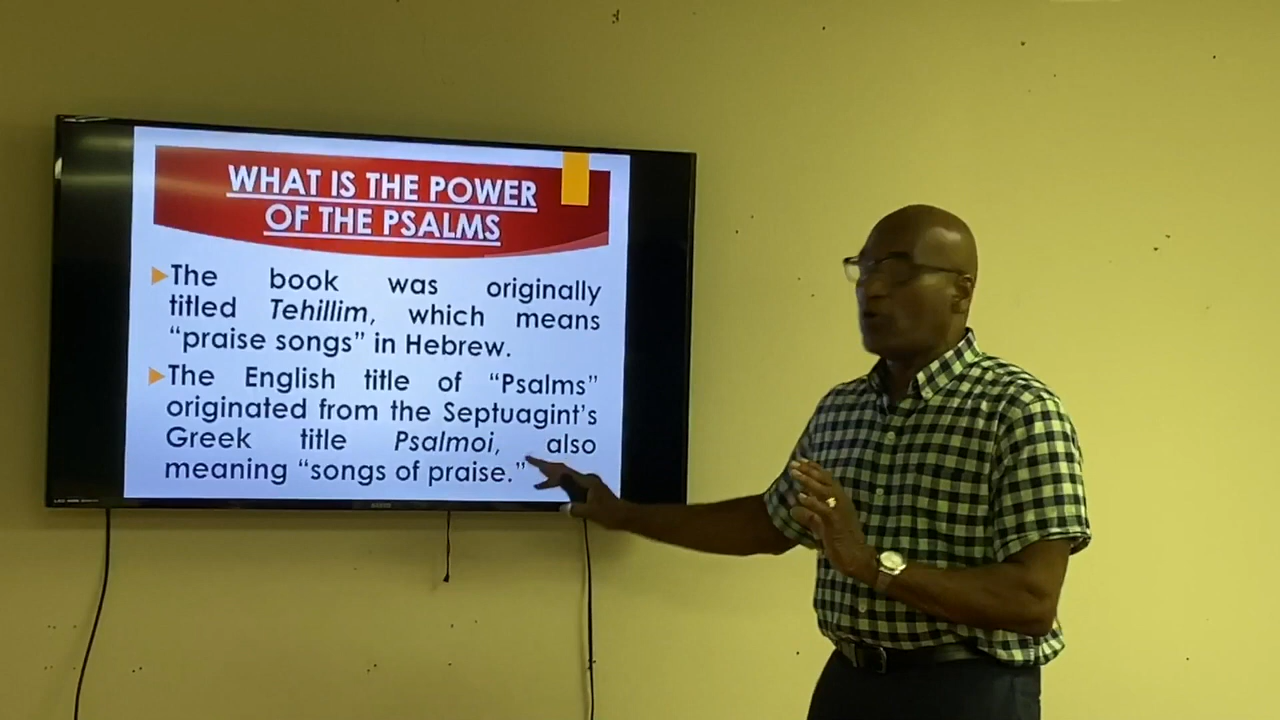 WHAT IS THE POWER
OF THE PSALMS
The book was originally
titled Tehillim, which means
“praise songs” in Hebrew.
The English title of “Psalms”
originated from the Septuagint’s
Greek title Psalmoi, also
meaning “songs of praise.”